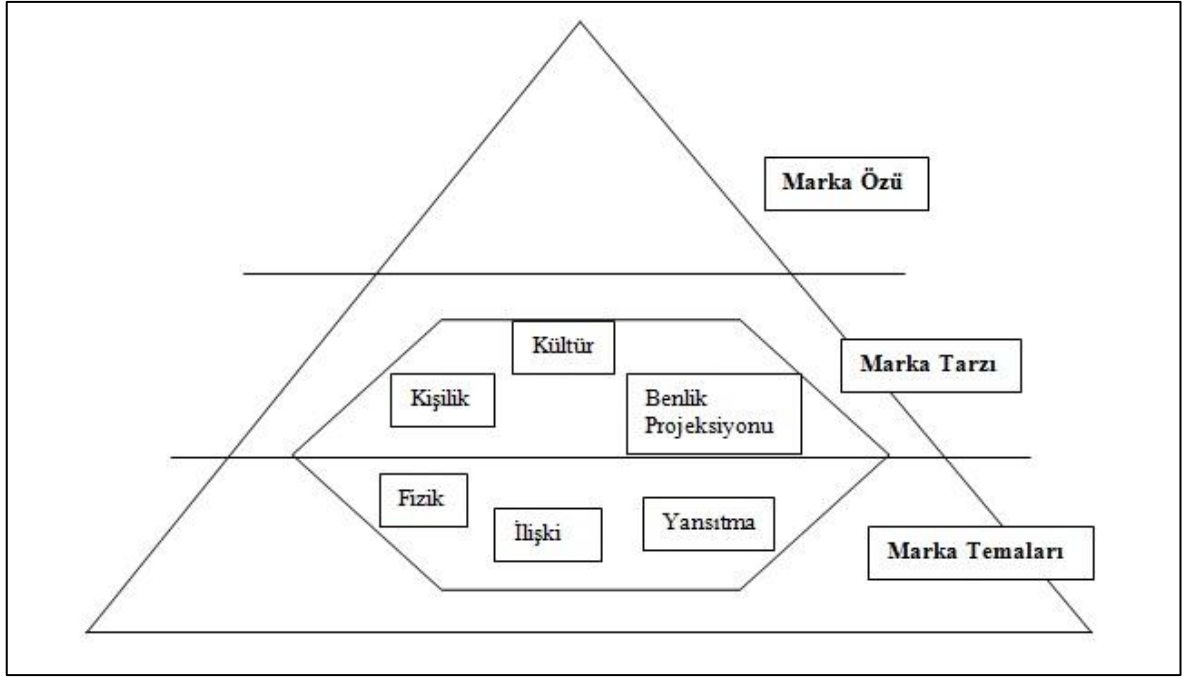 Marka Özü
Kültür
Marka Tarzı
Kişilik
Benlik
Projeksiyonu
Fizik
İlişki
Yansıtma
Marka Temaları